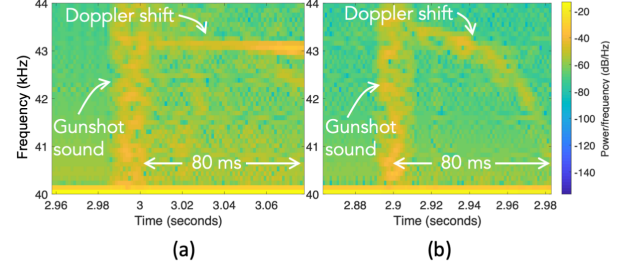 Doppler shift
Gunshot
sound
80 ms
Frequency (kHz)
44
43
42
41
40
2.96
2.98
3
3.02
3.04
3.06
Time (seconds)
(a)
Doppler shift
Gunshot
sound
80 ms
44
43
42
41
40
2.88
2.9
2.92
2.94
2.96
2.98
Time (seconds)
(b)
-20
-40
-60
-80
-100
-120
-140
Power/frequency (dB/Hz)